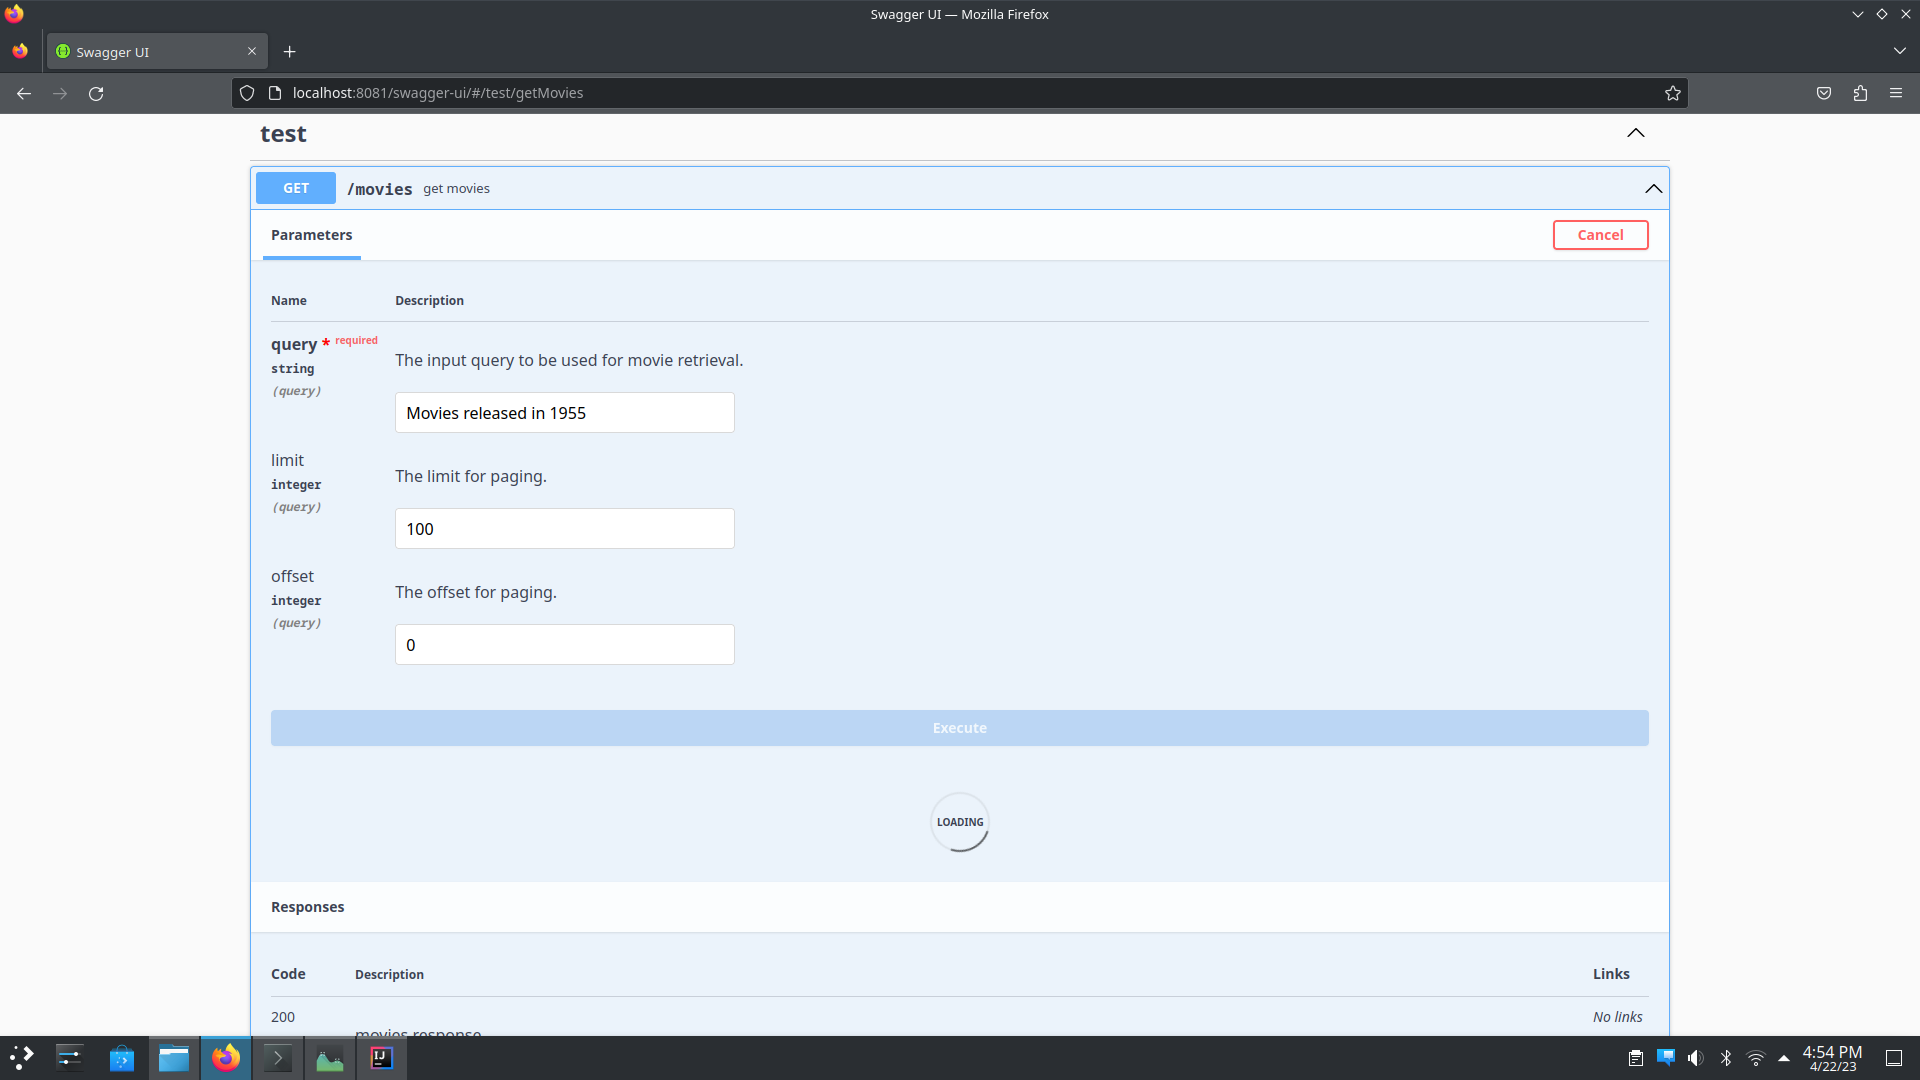 Swagger UI — Mozilla Firefox
Swagger UI
localhost:8081/swagger-ui/#/test/getMovies
test
GET /movies get movies
Parameters Cancel
Name Description
query * required
string
(query)
The input query to be used for movie retrieval.
Movies released in 1955
limit
integer
(query)
The limit for paging.
100
offset
integer
(query)
The offset for paging.
0
Execute
LOADING
Responses
Code Description Links
200 No links
movies response
IJ
4:54 PM
4/22/23